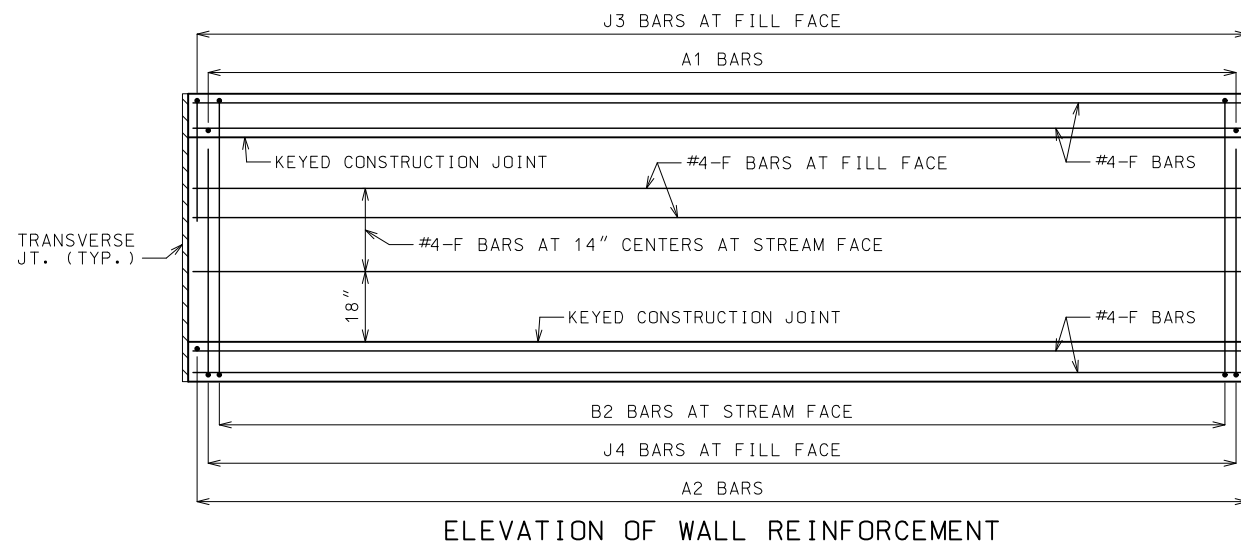 J3 BARS AT FILL FACE
A1 BARS
KEYED CONSTRUCTION JOINT
#4-F BARS AT FILL FACE
#4-F BARS
TRANSVERSE
JT. (TYP.)
#4-F BARS AT 14" CENTERS AT STREAM FACE
18"
KEYED CONSTRUCTION JOINT
#4-F BARS
B2 BARS AT STREAM FACE
J4 BARS AT FILL FACE
A2 BARS
ELEVATION OF WALL REINFORCEMENT